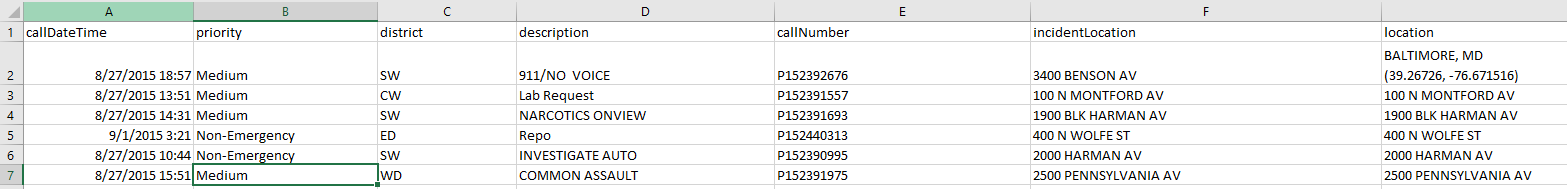 A B C D E F
1 callDateTime priority district description callNumber incidentLocation location
BALTIMORE, MD
2 8/27/2015 18:57 Medium SW 911/NO  VOICE P152392676 3400 BENSON AV (39.26726, -76.671516)
3 8/27/2015 13:51 Medium CW Lab Request P152391557 100 N MONTFORD AV 100 N MONTFORD AV
4 8/27/2015 14:31 Medium SW NARCOTICS ONVIEW P152391693 1900 BLK HARMAN AV 1900 BLK HARMAN AV
5 9/1/2015 3:21 Non-Emergency ED Repo P152440313 400 N WOLFE ST 400 N WOLFE ST
6 8/27/2015 10:44 Non-Emergency SW INVESTIGATE AUTO P152390995 2000 HARMAN AV 2000 HARMAN AV
7 8/27/2015 15:51 Medium WD COMMON ASSAULT P152391975 2500 PENNSYLVANIA AV 2500 PENNSYLVANIA AV